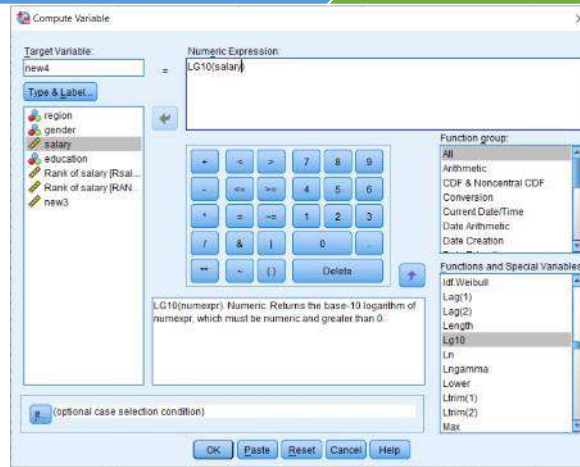 Compute Variable
Target Variable:
new4
=
Numeric Expression:
LG10(salary)
Type & Label...
region
gender
salary
education
Rank of salary [Rsal...
Rank of salary [RAN...
new3
+ < > 7 8 9
- <= >= 4 5 6
* = ~= 1 2 3
/ & | 0 .
** ~ ( ) Delete
Function group:
All
Arithmetic
CDF & Noncentral CDF
Conversion
Current Date/Time
Date Arithmetic
Date Creation
Functions and Special Variables:
Idf.Weibull
Lag(1)
Lag(2)
Length
Lg10
Ln
Lngamma
Lower
Ltrim(1)
Ltrim(2)
Max
LG10(numexpr). Numeric. Returns the base-10 logarithm of
numexpr, which must be numeric and greater than 0.
If... (optional case selection condition)
OK Paste Reset Cancel Help